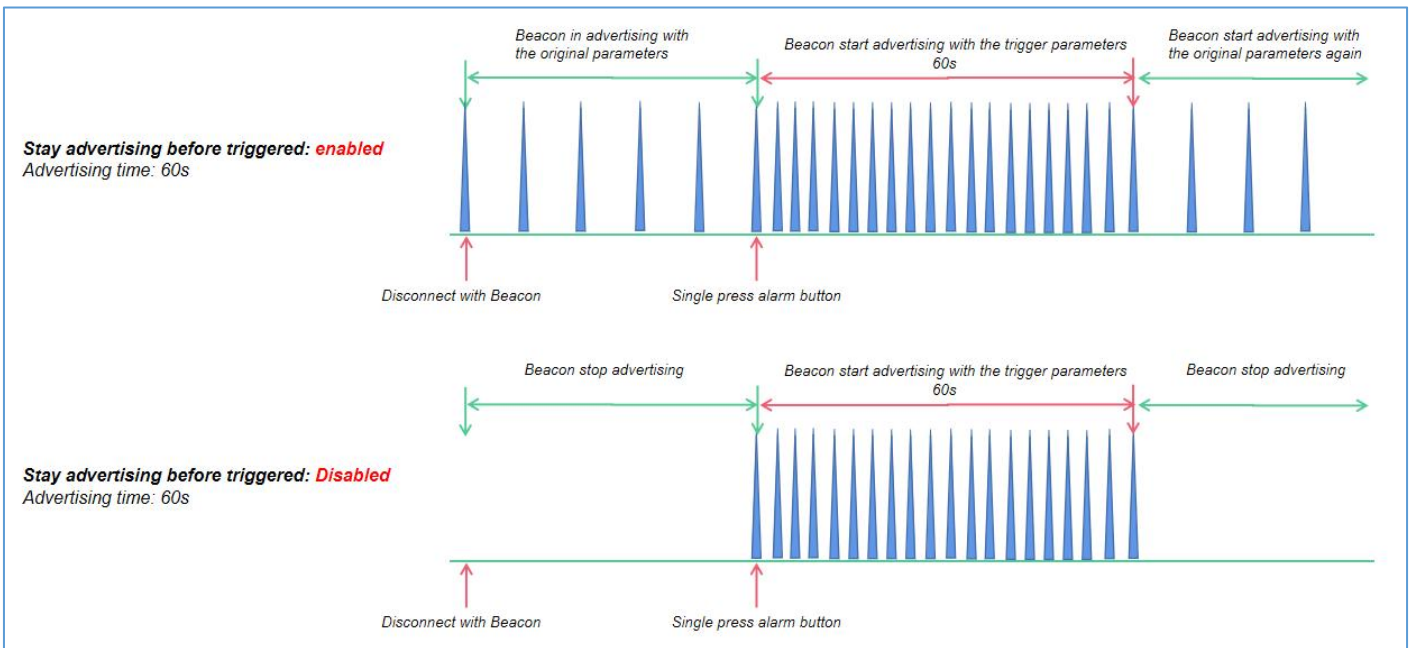 Beacon in advertising with
the original parameters
Beacon start advertising with the trigger parameters
60s
Beacon start advertising with
the original parameters again
Stay advertising before triggered: enabled
Advertising time: 60s
Disconnect with Beacon
Single press alarm button
Beacon stop advertising
Beacon start advertising with the trigger parameters
60s
Beacon stop advertising
Stay advertising before triggered: Disabled
Advertising time: 60s
Disconnect with Beacon
Single press alarm button